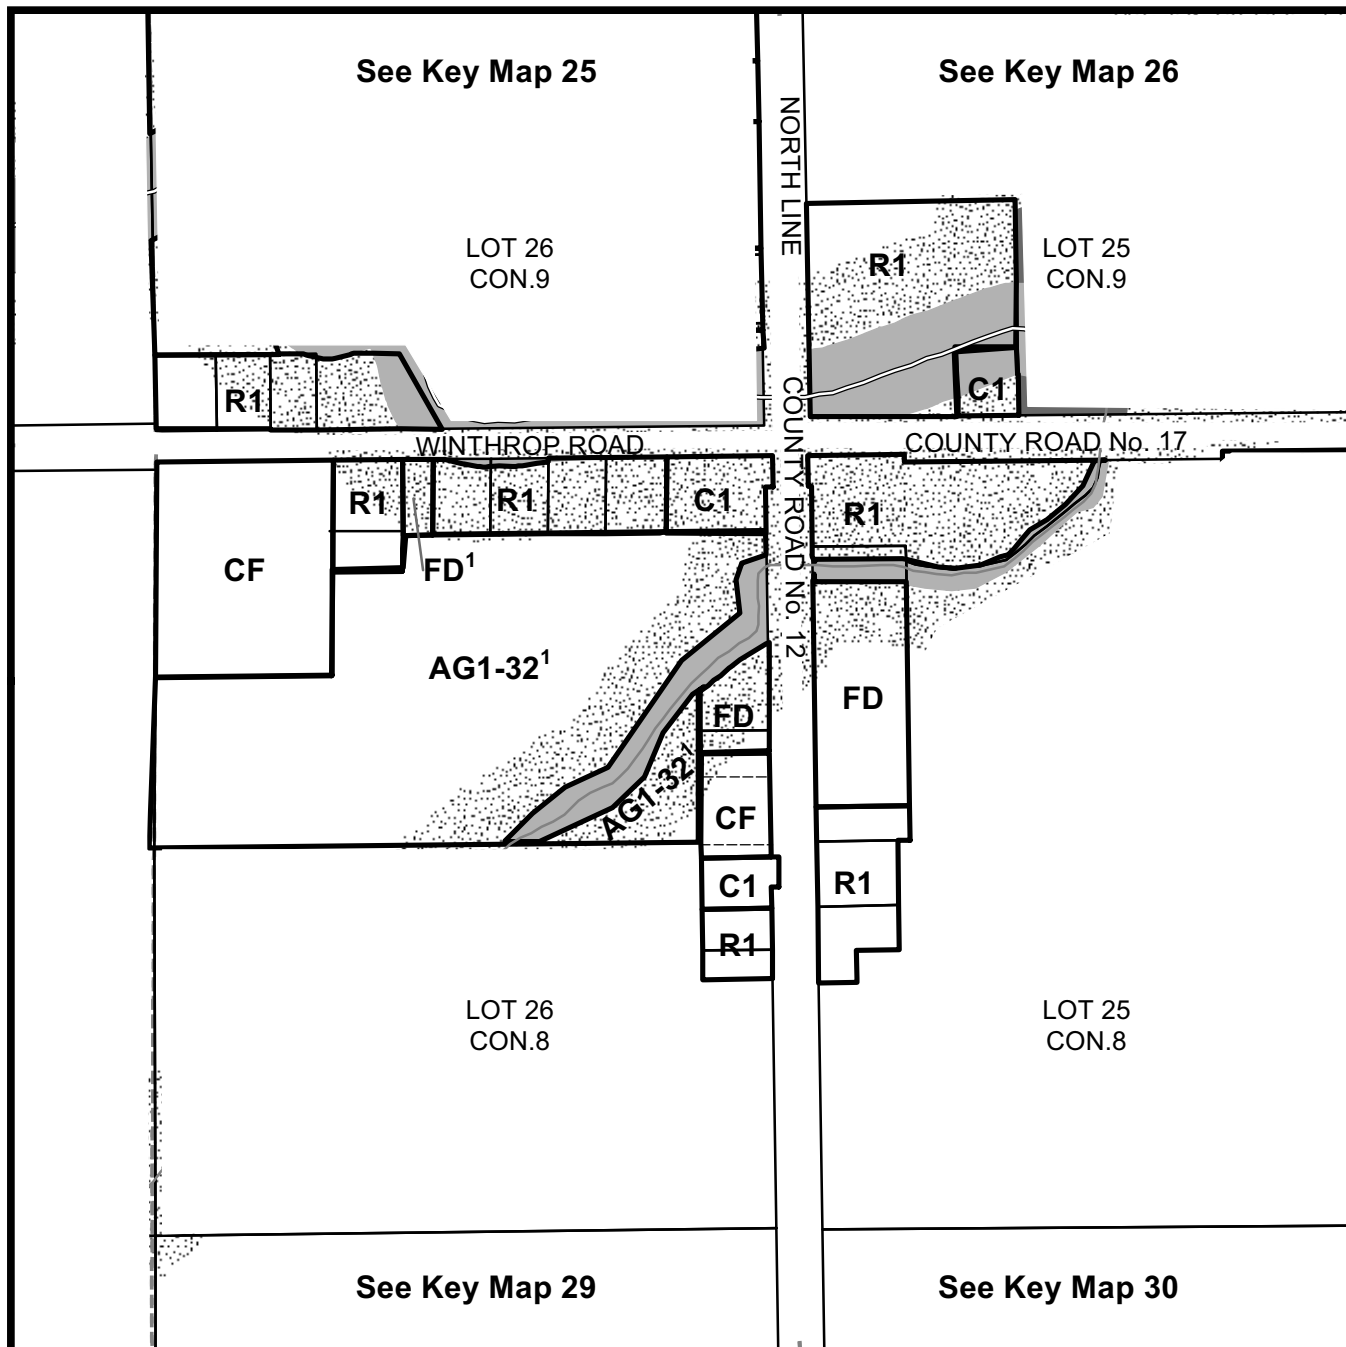 See Key Map 25
See Key Map 26
NORTH LINE
LOT 26
CON.9
R1
LOT 25
CON.9
R1
C1
COUNTY ROAD No. 12
WINTHROP ROAD
COUNTY ROAD No. 17
R1
R1
C1
R1
CF
FD¹
AG1-32¹
FD
FD
AG1-32¹
CF
C1
R1
R1
LOT 26
CON.8
LOT 25
CON.8
See Key Map 29
See Key Map 30